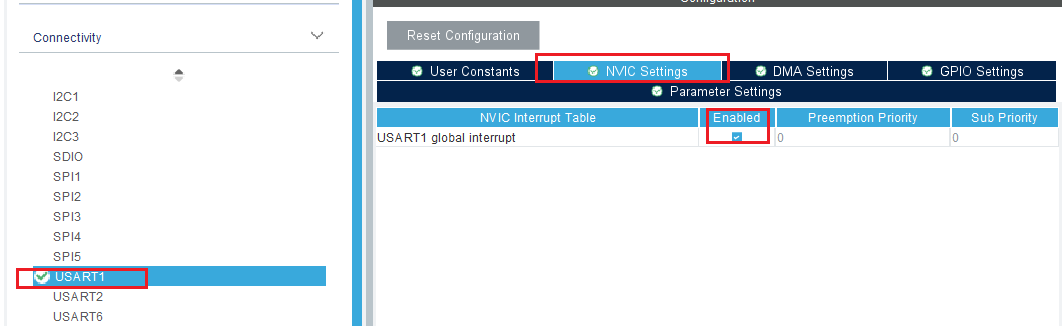 Connectivity
I2C1
I2C2
I2C3
SDIO
SPI1
SPI2
SPI3
SPI4
SPI5
USART1
USART2
USART6
Configuration
Reset Configuration
User Constants
NVIC Settings
DMA Settings
GPIO Settings
Parameter Settings
NVIC Interrupt Table Enabled Preemption Priority Sub Priority
USART1 global interrupt 0 0